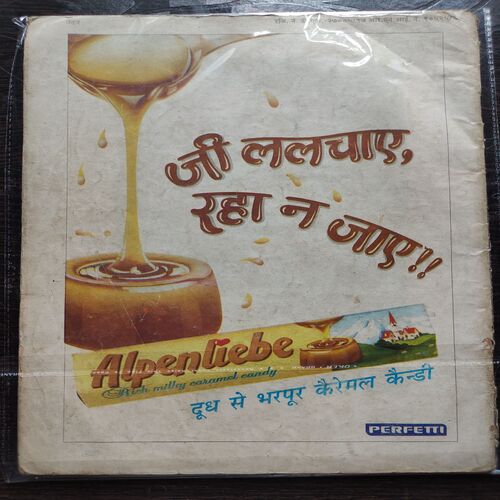 जी ललचाए,
रहा न जाए!!
Alpenliebe
Rich milky caramel candy
दूध से भरपूर कैरेमल कैन्डी
PERFETTI